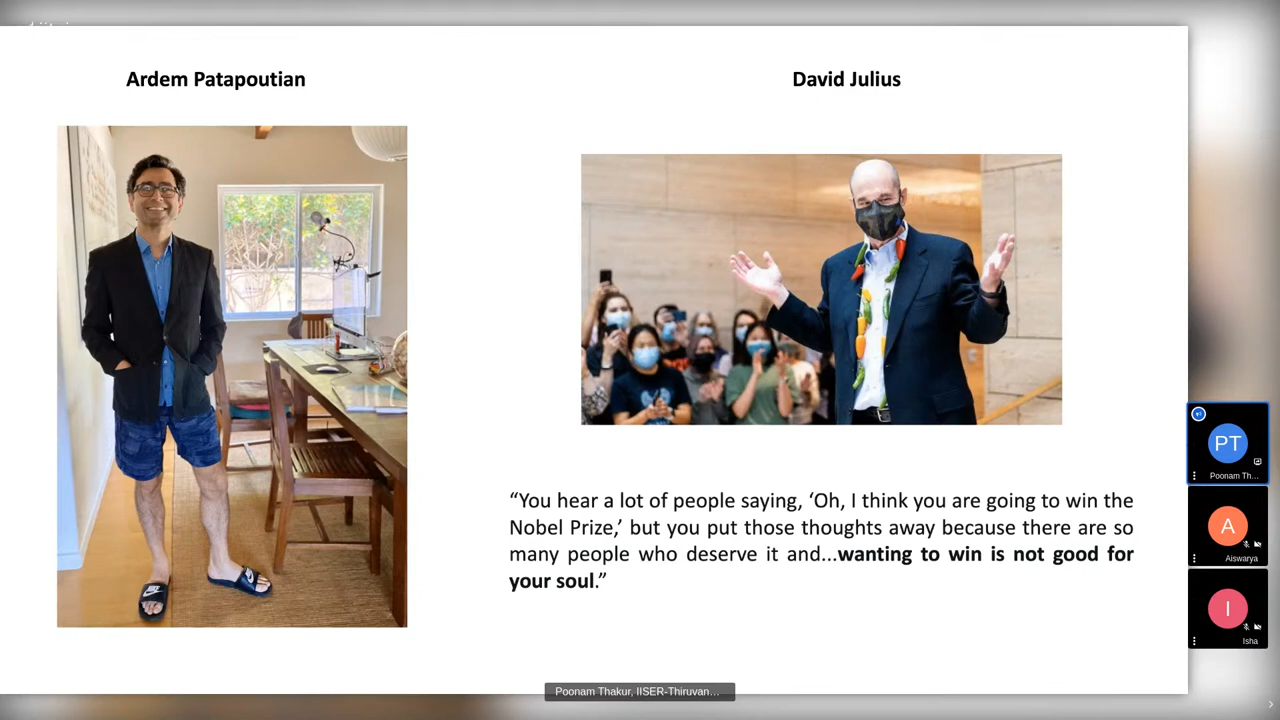 Ardem Patapoutian
David Julius
“You hear a lot of people saying, ‘Oh, I think you are going to win the
Nobel Prize,’ but you put those thoughts away because there are so
many people who deserve it and...wanting to win is not good for
your soul.”
PT
Poonam Th...
A
Aiswarya
I
Isha
Poonam Thakur, IISER-Thiruvan...